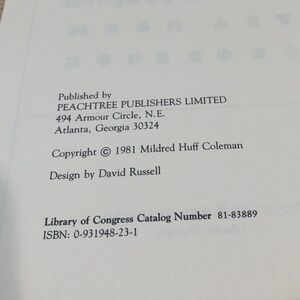 Published by
PEACHTREE PUBLISHERS LIMITED
494 Armour Circle, N.E.
Atlanta, Georgia 30324
Copyright © 1981 Mildred Huff Coleman
Design by David Russell
Library of Congress Catalog Number 81-83889
ISBN: 0-931948-23-1